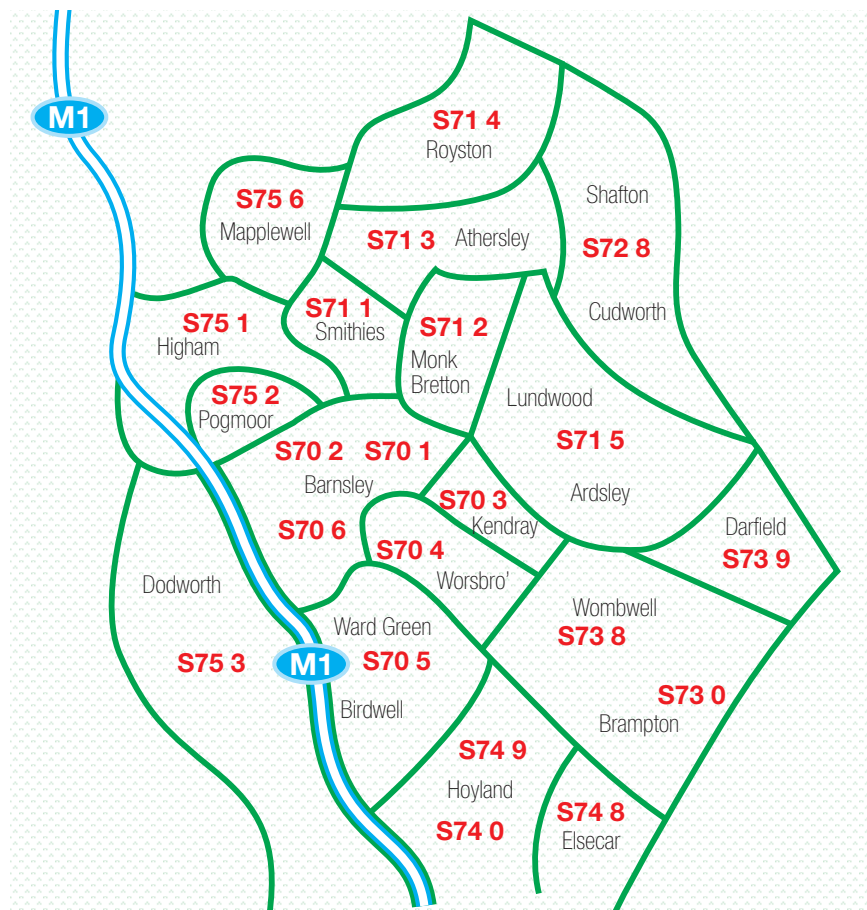 M1
S71 4
Royston
S75 6
Mapplewell
Shafton
S71 3 Athersley
S72 8
Cudworth
S75 1
Higham
S71 1
Smithies
S71 2
Monk
Bretton
S75 2
Pogmoor
Lundwood
S71 5
Ardsley
S70 2 S70 1
Barnsley
S70 6
S70 3
Kendray
S70 4
Worsbro'
Darfield
S73 9
Dodworth
S75 3
M1
Ward Green
S70 5
Birdwell
Wombwell
S73 8
S73 0
Brampton
S74 9
Hoyland
S74 0
S74 8
Elsecar